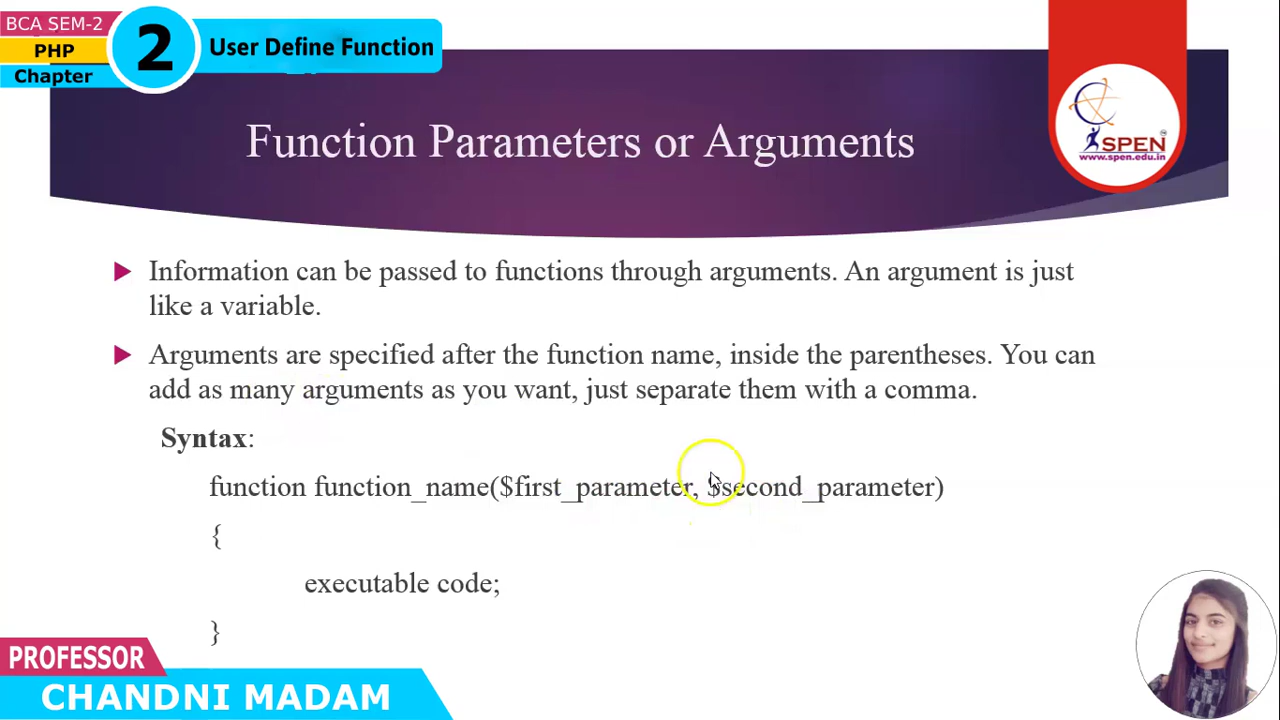 BCA SEM-2
PHP
Chapter
2
User Define Function
Function Parameters or Arguments
SPEN
www.spen.edu.in
Information can be passed to functions through arguments. An argument is just
like a variable.
Arguments are specified after the function name, inside the parentheses. You can
add as many arguments as you want, just separate them with a comma.
Syntax:
function function_name($first_parameter, $second_parameter)
{
executable code;
}
PROFESSOR
CHANDNI MADAM